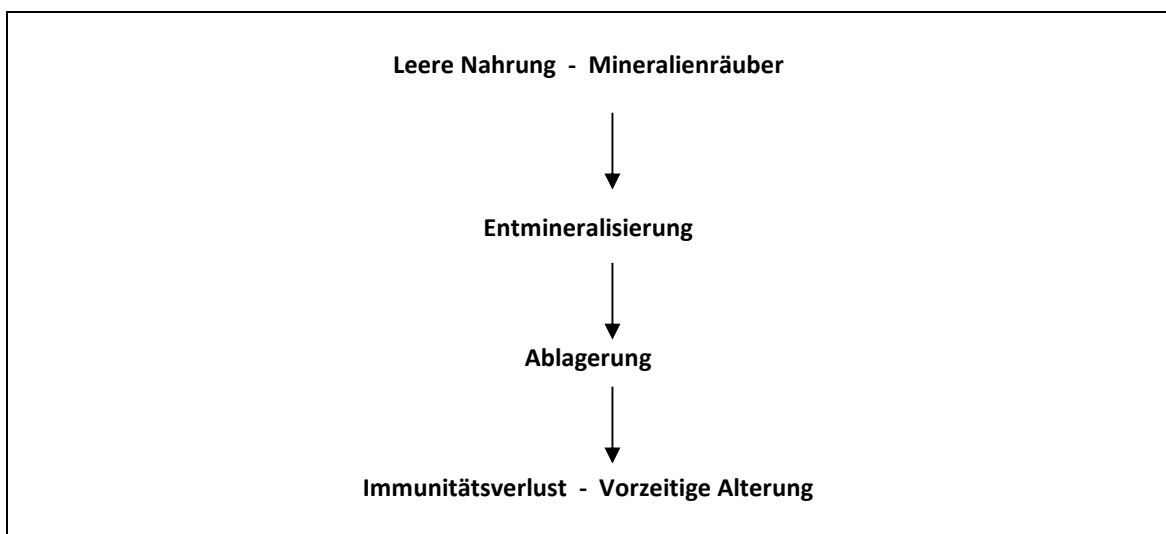 Leere Nahrung - Mineralienräuber
Entmineralisierung
Ablagerung
Immunitätsverlust - Vorzeitige Alterung